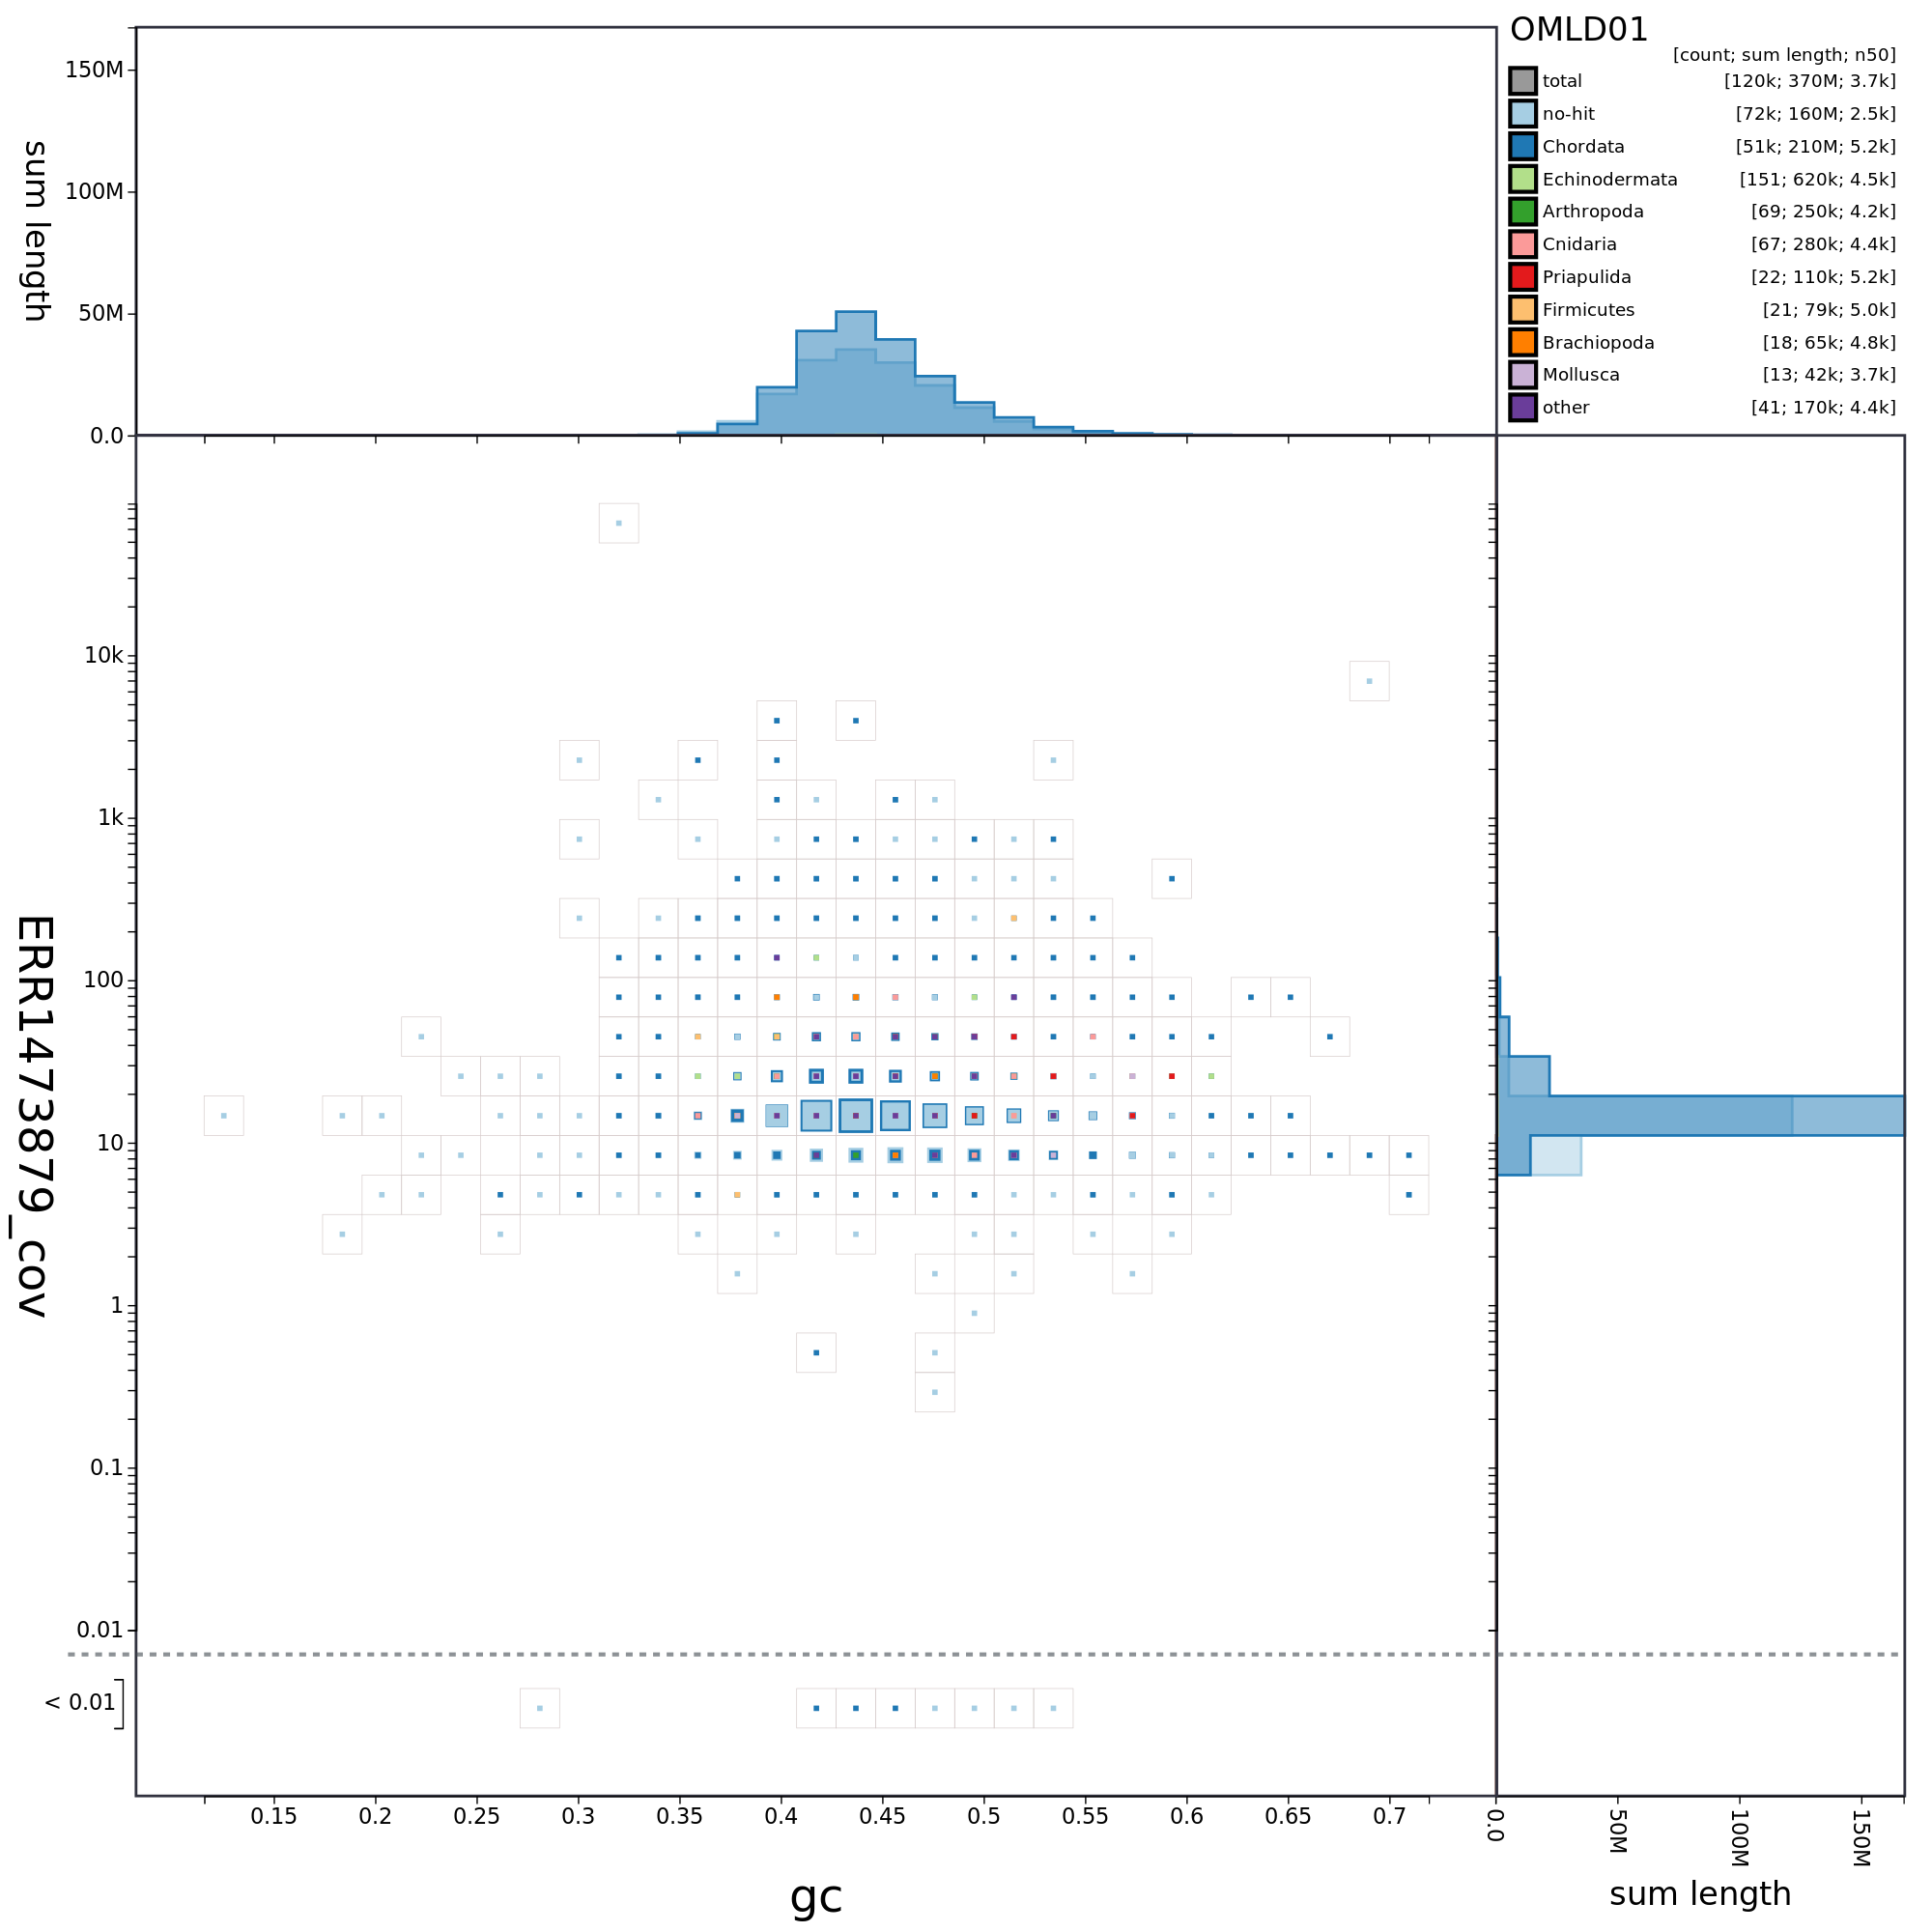 OMLD01
[count; sum length; n50]
total [120k; 370M; 3.7k]
no-hit [72k; 160M; 2.5k]
Chordata [51k; 210M; 5.2k]
Echinodermata [151; 620k; 4.5k]
Arthropoda [69; 250k; 4.2k]
Cnidaria [67; 280k; 4.4k]
Priapulida [22; 110k; 5.2k]
Firmicutes [21; 79k; 5.0k]
Brachiopoda [18; 65k; 4.8k]
Mollusca [13; 42k; 3.7k]
other [41; 170k; 4.4k]
sum length
150M
100M
50M
0.0
ERR1473879_cov
10k
1k
100
10
1
0.1
0.01
< 0.01
0.15 0.2 0.25 0.3 0.35 0.4 0.45 0.5 0.55 0.6 0.65 0.7
gc
0.0 50M 100M 150M
sum length